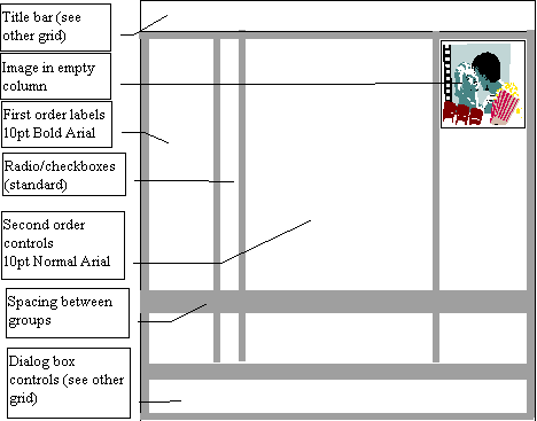 Title bar (see
other grid)
Image in empty
column
First order labels
10pt Bold Arial
Radio/checkboxes
(standard)
Second order
controls
10pt Normal Arial
Spacing between
groups
Dialog box
controls (see other
grid)